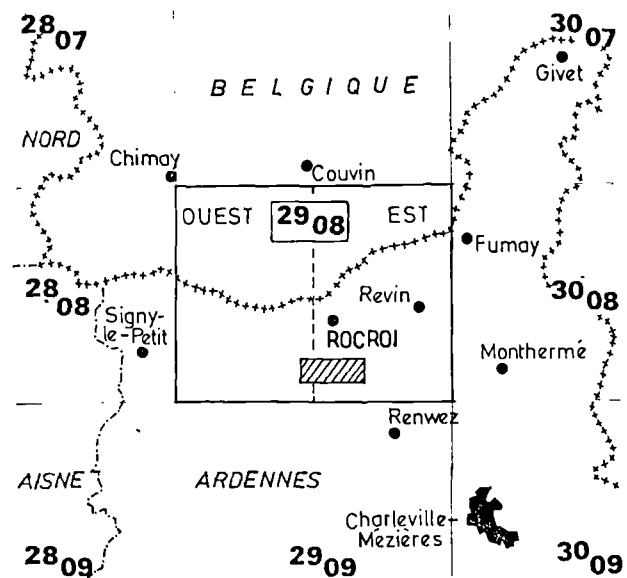 28 07
30 07
Givet
BELGIQUE
NORD
Chimay
Couvin
OUEST
29 08
EST
Fumay
28 08
30 08
Signy-
le-Petit
Revin
ROCROI
Monthermé
Renwez
AISNE
ARDENNES
Charleville-
Mézières
28 09
29 09
30 09